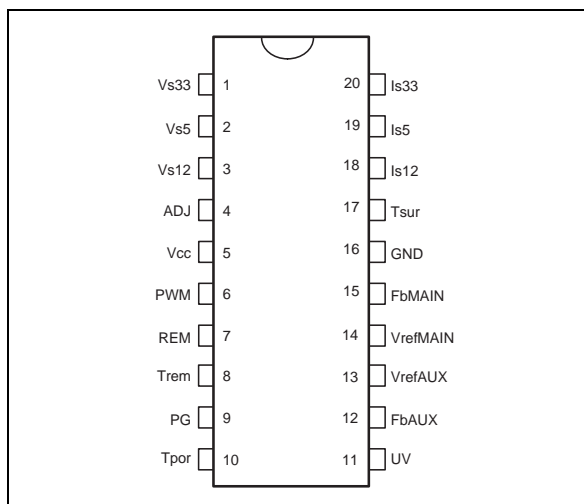 Vs33 1 20 Is33
Vs5 2 19 Is5
Vs12 3 18 Is12
ADJ 4 17 Tsur
Vcc 5 16 GND
PWM 6 15 FbMAIN
REM 7 14 VrefMAIN
Trem 8 13 VrefAUX
PG 9 12 FbAUX
Tpor 10 11 UV